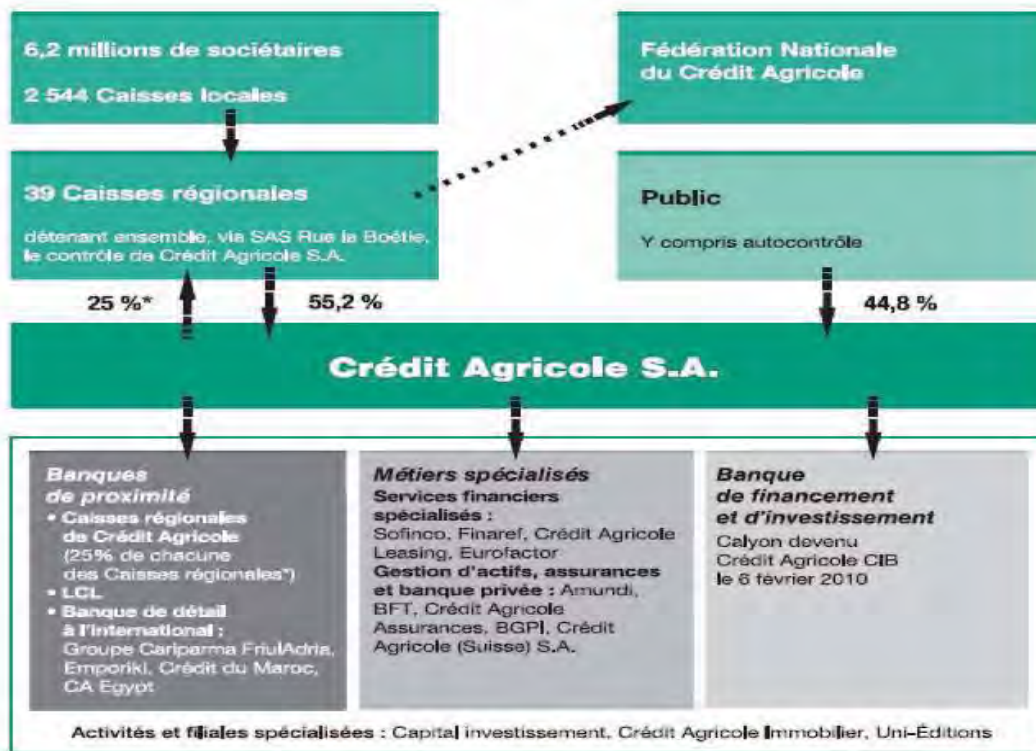 6,2 millions de sociétaires
2 544 Caisses locales
Fédération Nationale
du Crédit Agricole
39 Caisses régionales
détenant ensemble, via SAS Rue la Boëtie,
le contrôle de Crédit Agricole S.A.
Public
Y compris autocontrôle
25 %*
55,2 %
44,8 %
Crédit Agricole S.A.
Banques
de proximité
• Caisses régionales
de Crédit Agricole
(25% de chacune
des Caisses régionales*)
• LCL
• Banque de détail
à l'international :
Groupe Cariparma FriulAdria,
Emporiki, Crédit du Maroc,
CA Egypt
Métiers spécialisés
Services financiers
spécialisés :
Sofinco, Finaref, Crédit Agricole
Leasing, Eurofactor
Gestion d'actifs, assurances
et banque privée : Amundi,
BFT, Crédit Agricole
Assurances, BGPI, Crédit
Agricole (Suisse) S.A.
Banque
de financement
et d'investissement
Calyon devenu
Crédit Agricole CIB
le 6 février 2010
Activités et filiales spécialisées : Capital investissement, Crédit Agricole Immobilier, Uni-Éditions